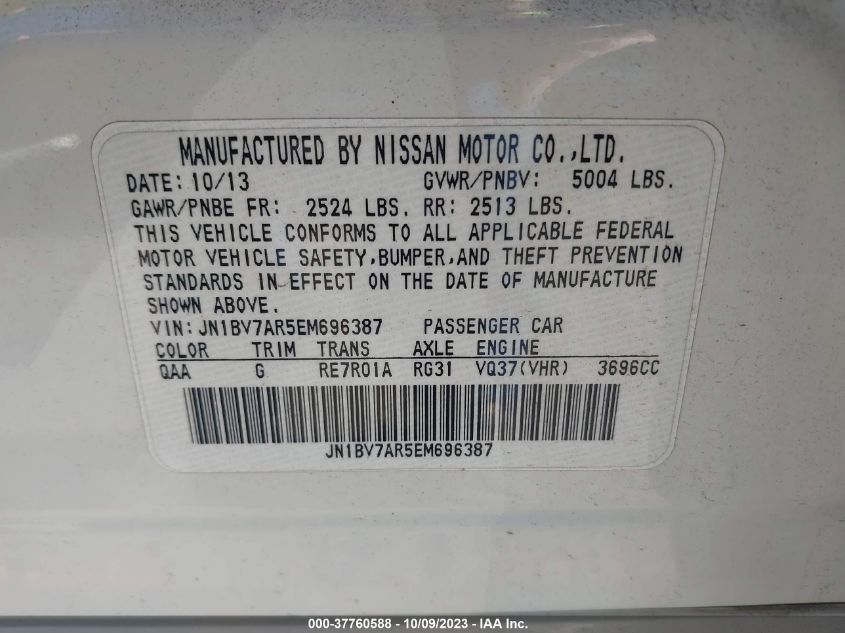 MANUFACTURED BY NISSAN MOTOR CO.,LTD.
DATE: 10/13 GVWR/PNBV: 5004 LBS.
GAWR/PNBE FR: 2524 LBS. RR: 2513 LBS.
THIS VEHICLE CONFORMS TO ALL APPLICABLE FEDERAL
MOTOR VEHICLE SAFETY,BUMPER,AND THEFT PREVENTION
STANDARDS IN EFFECT ON THE DATE OF MANUFACTURE
SHOWN ABOVE.
VIN: JN1BV7AR5EM696387 PASSENGER CAR
COLOR TRIM TRANS AXLE ENGINE
QAA G RE7R01A RG31 VQ37(VHR) 3696CC
JN1BV7AR5EM696387
000-37760588 - 10/09/2023 - IAA Inc.